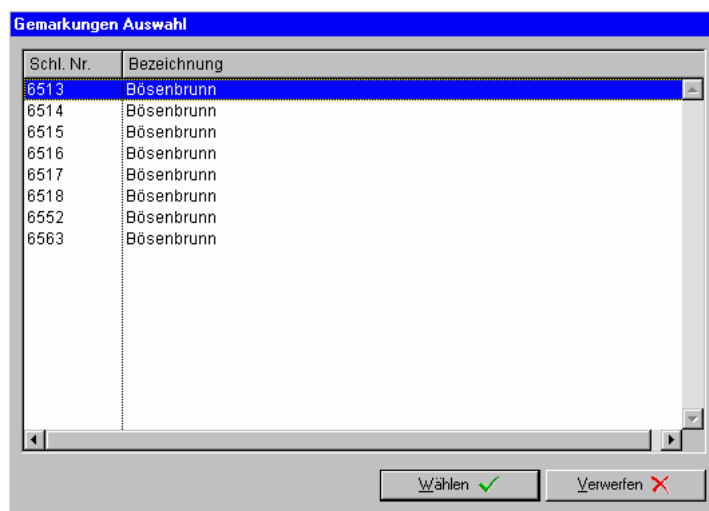 Gemarkungen Auswahl
Schl. Nr. Bezeichnung
6513 Bösenbrunn
6514 Bösenbrunn
6515 Bösenbrunn
6516 Bösenbrunn
6517 Bösenbrunn
6518 Bösenbrunn
6552 Bösenbrunn
6563 Bösenbrunn
Wählen Verwerfen